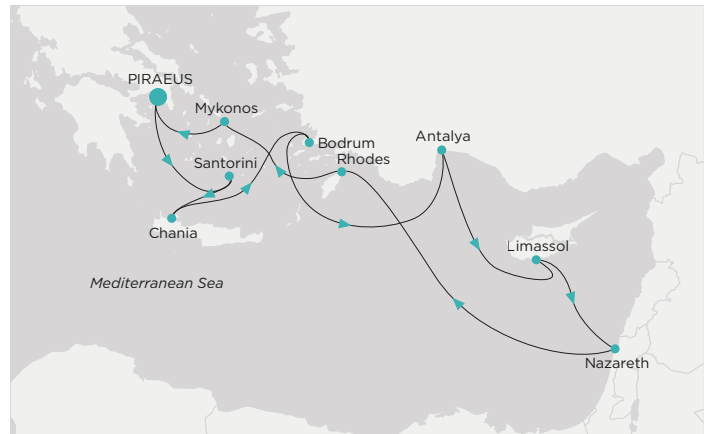 PIRAEUS
Mykonos
Santorini
Chania
Bodrum
Rhodes
Antalya
Limassol
Nazareth
Mediterranean Sea